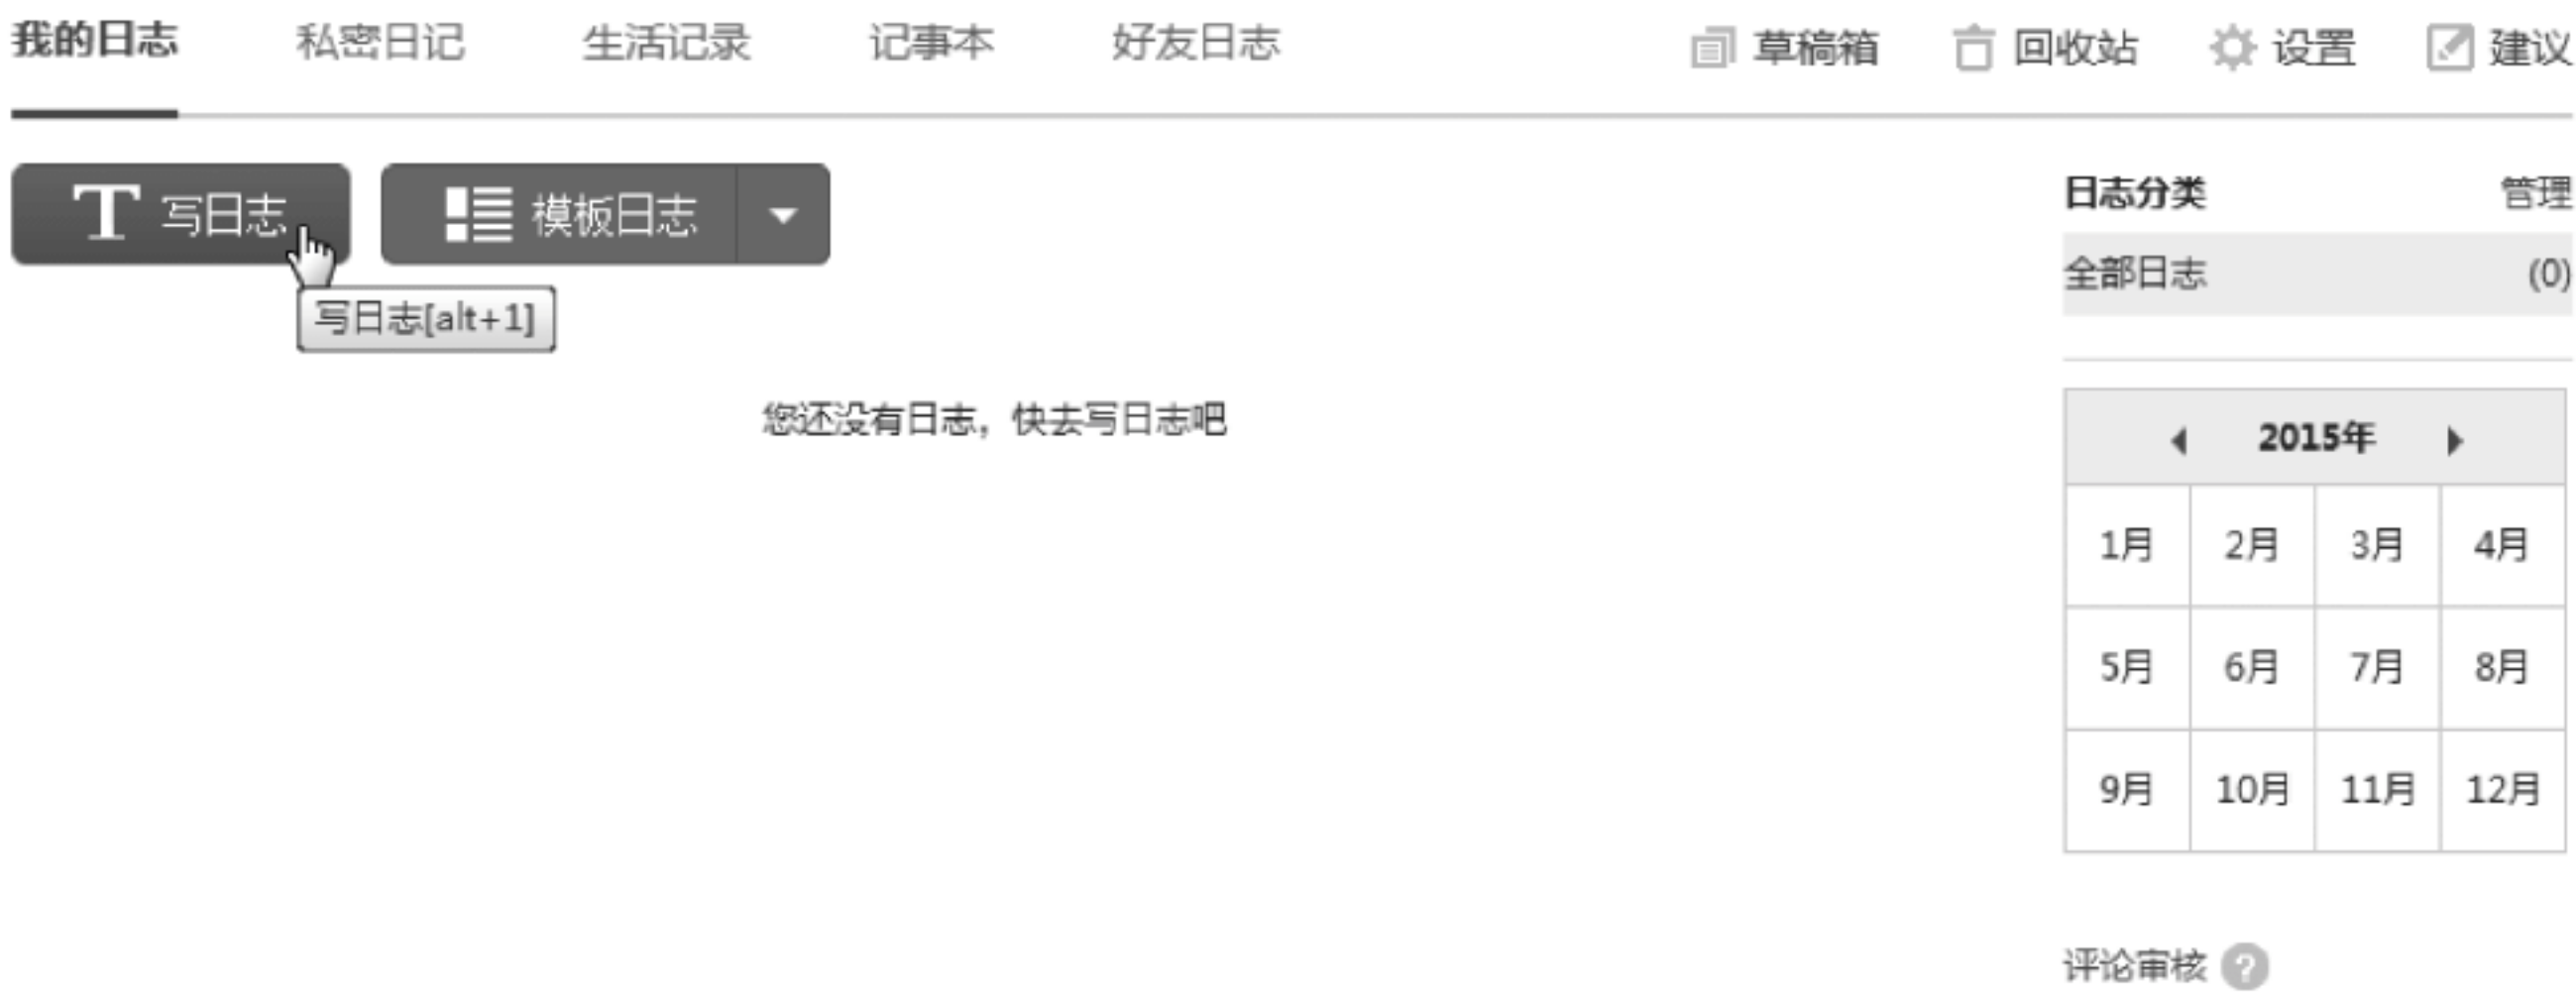 我的日志 私密日记 生活记录 记事本 好友日志 草稿箱 回收站 设置 建议
T 写日志 模板日志
写日志[alt+1]
您还没有日志，快去写日志吧
日志分类 管理
全部日志 (0)
2015年
1月 2月 3月 4月
5月 6月 7月 8月
9月 10月 11月 12月
评论审核 ?